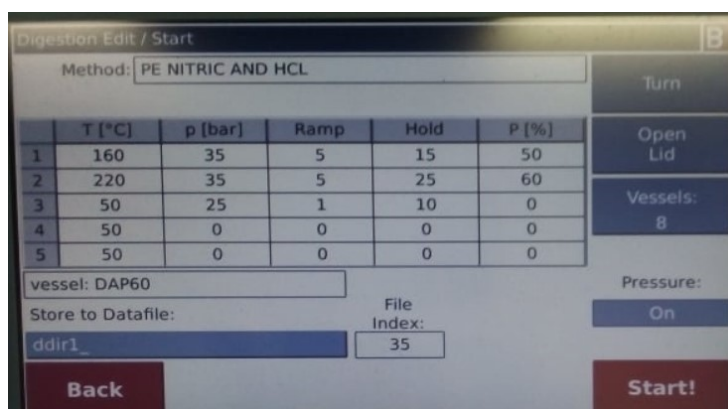 Digestion Edit / Start
B
Method: PE NITRIC AND HCL
Turn
T [°C] p [bar] Ramp Hold P [%]
Open
Lid
1 160 35 5 15 50
2 220 35 5 25 60
3 50 25 1 10 0
4 50 0 0 0 0
5 50 0 0 0 0
Vessels:
8
vessel: DAP60
Pressure:
On
Store to Datafile:
File
Index:
ddir1_
35
Back
Start!